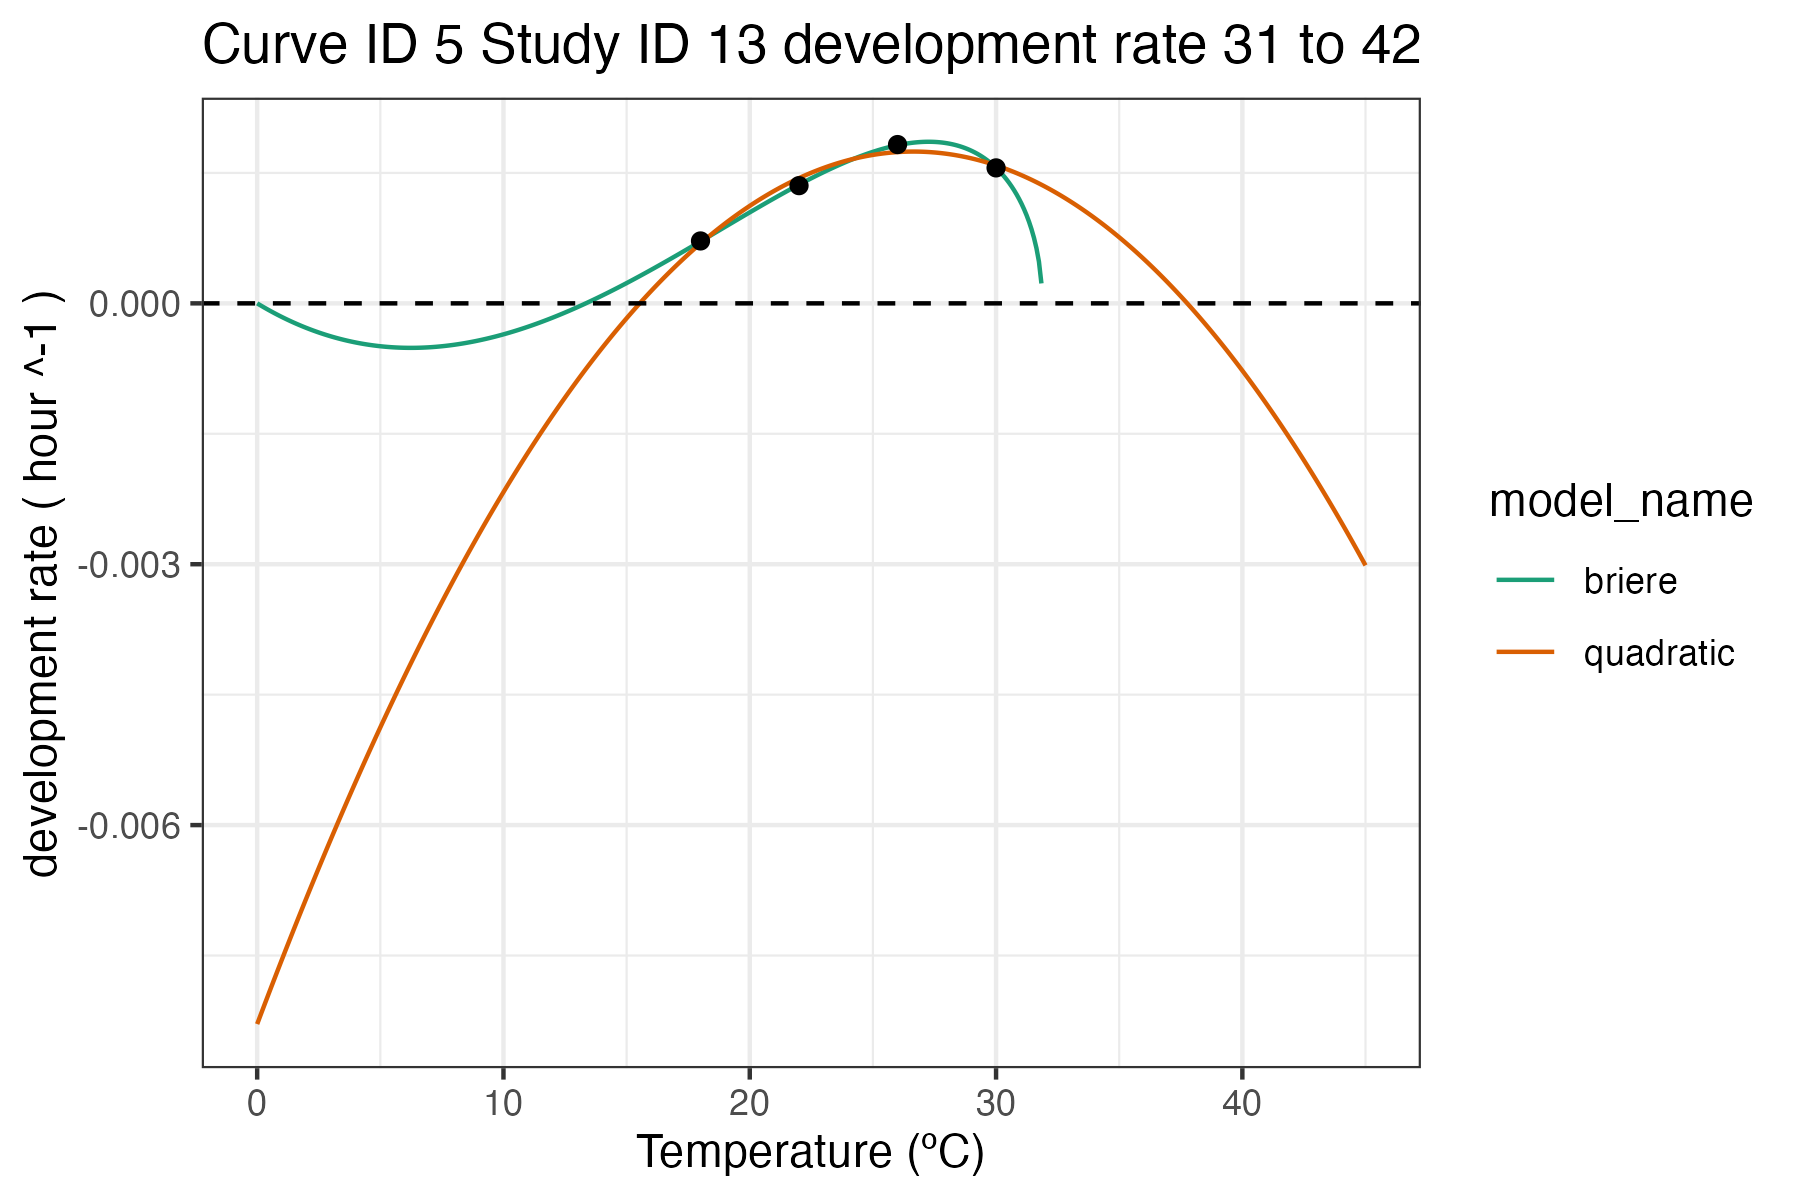 Curve ID 5 Study ID 13 development rate 31 to 42
development rate ( hour ^-1 )
0.000
-0.003
-0.006
0
10
20
30
40
Temperature (ºC)
model_name
briere
quadratic